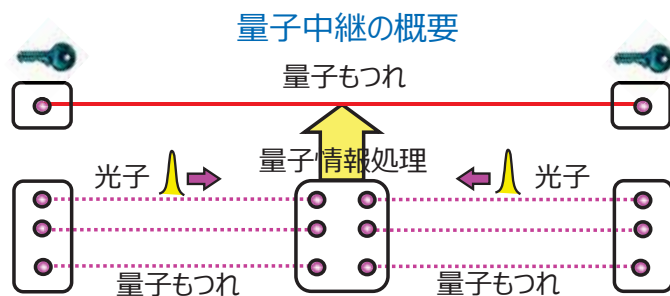 量子中継の概要
量子もつれ
量子情報処理
光子
光子
量子もつれ
量子もつれ